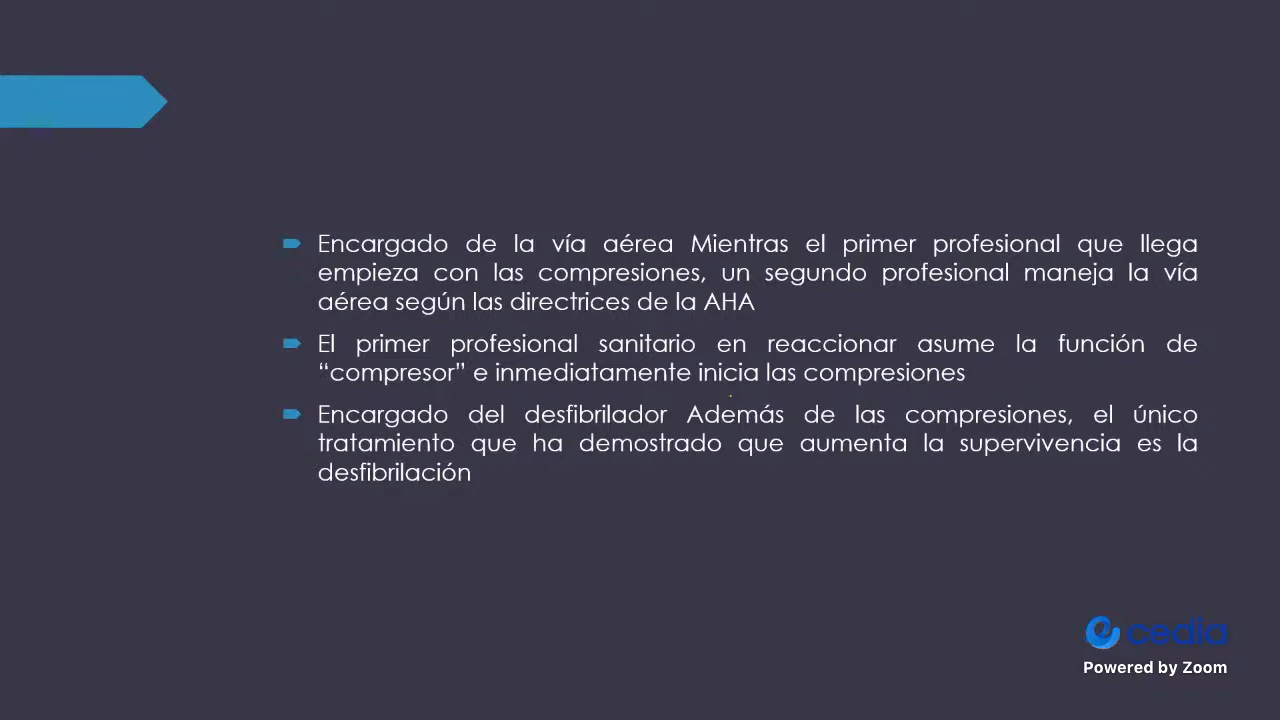 Encargado de la vía aérea Mientras el primer profesional que llega
empieza con las compresiones, un segundo profesional maneja la vía
aérea según las directrices de la AHA
El primer profesional sanitario en reaccionar asume la función de
“compresor” e inmediatamente inicia las compresiones
Encargado del desfibrilador Además de las compresiones, el único
tratamiento que ha demostrado que aumenta la supervivencia es la
desfibrilación
cedia
Powered by Zoom